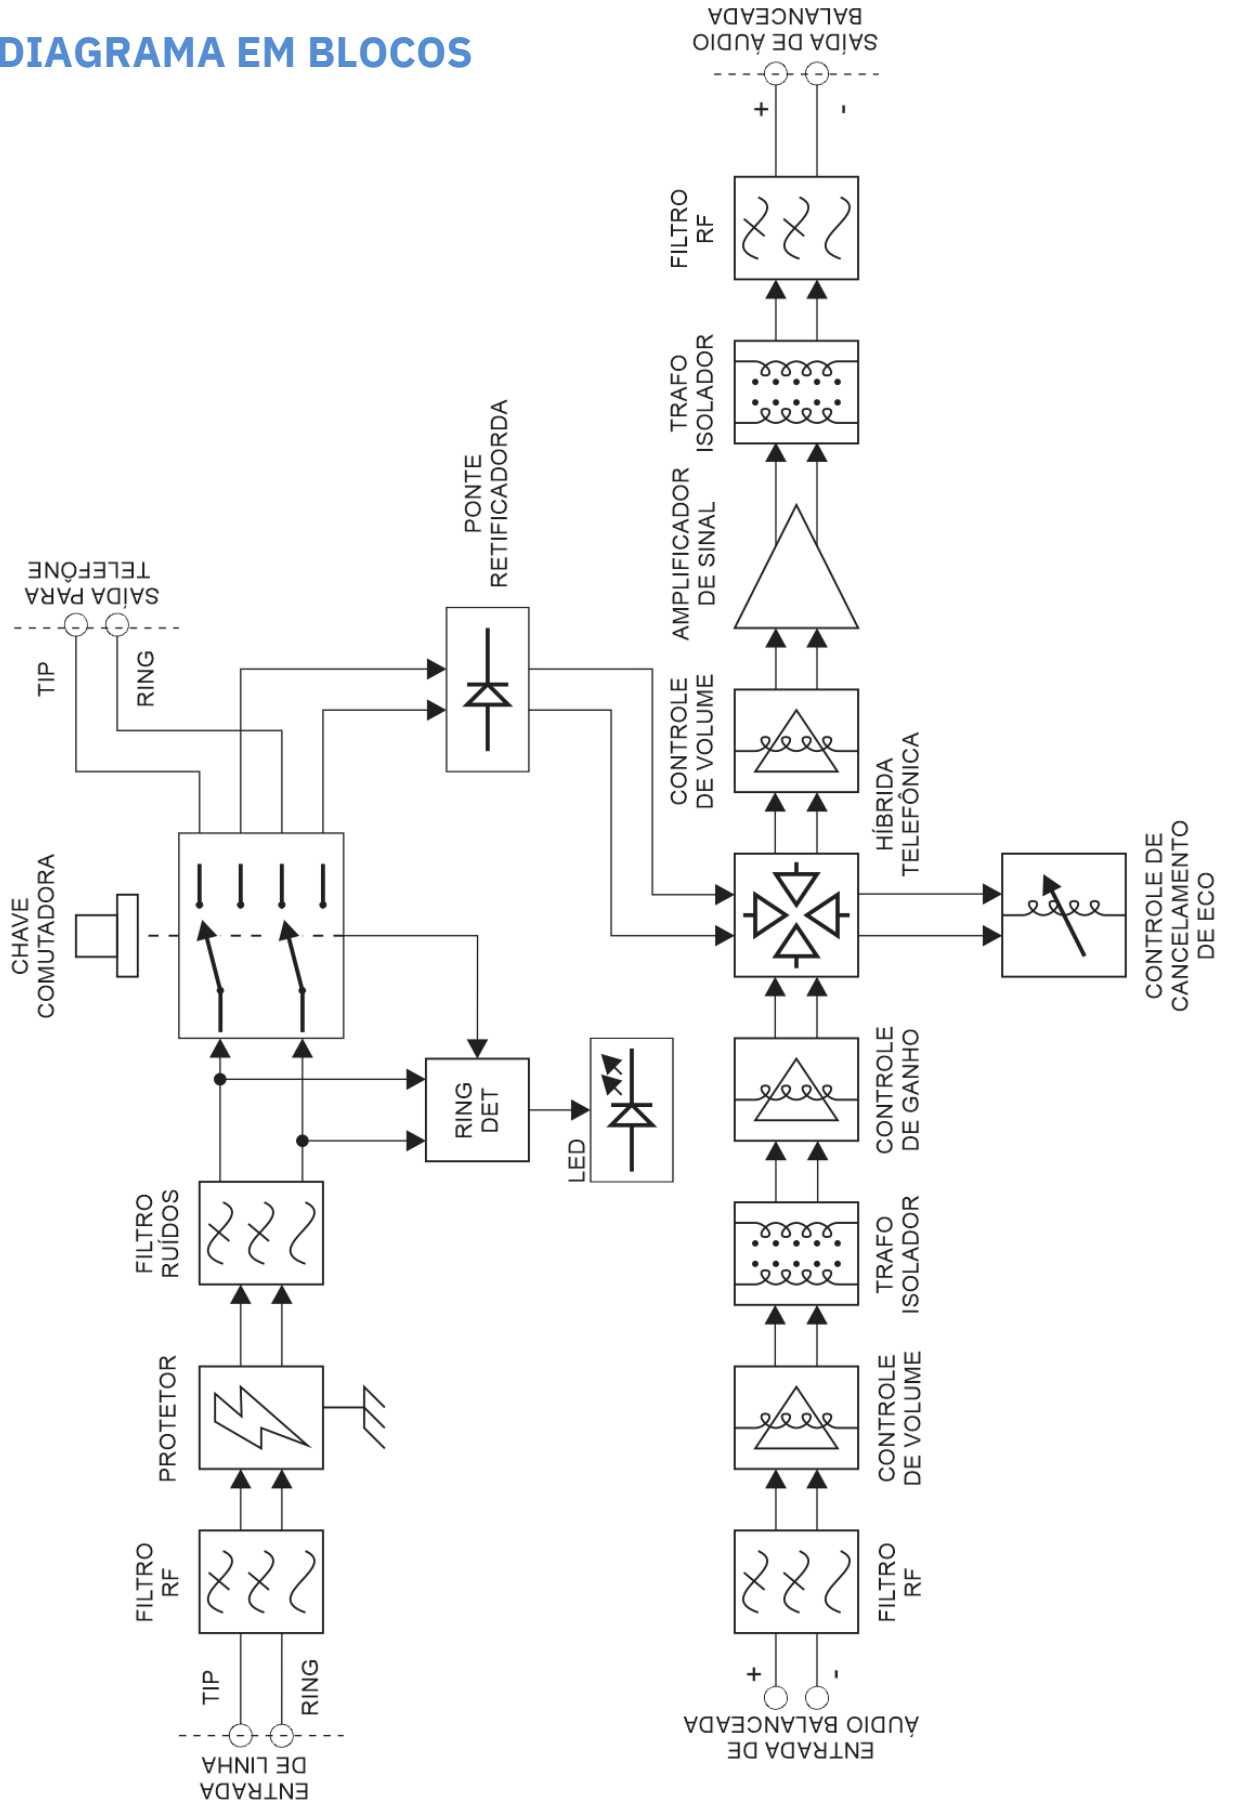 DIAGRAMA EM BLOCOS
SAÍDA DE ÁUDIO
BALANCEADA
+
-
FILTRO
RF
TRAFO
ISOLADOR
AMPLIFICADOR
DE SINAL
CONTROLE
DE VOLUME
HÍBRIDA
TELEFÔNICA
CONTROLE DE
CANCELAMENTO
DE ECO
CONTROLE
DE GANHO
TRAFO
ISOLADOR
CONTROLE
DE VOLUME
FILTRO
RF
+
-
ENTRADA DE
ÁUDIO BALANCEADA
SAÍDA PARA
TELEFÔNE
TIP
RING
PONTE
RETIFICADORDA
CHAVE
COMUTADORA
RING
DET
LED
FILTRO
RUÍDOS
PROTETOR
FILTRO
RF
TIP
RING
ENTRADA
DE LINHA